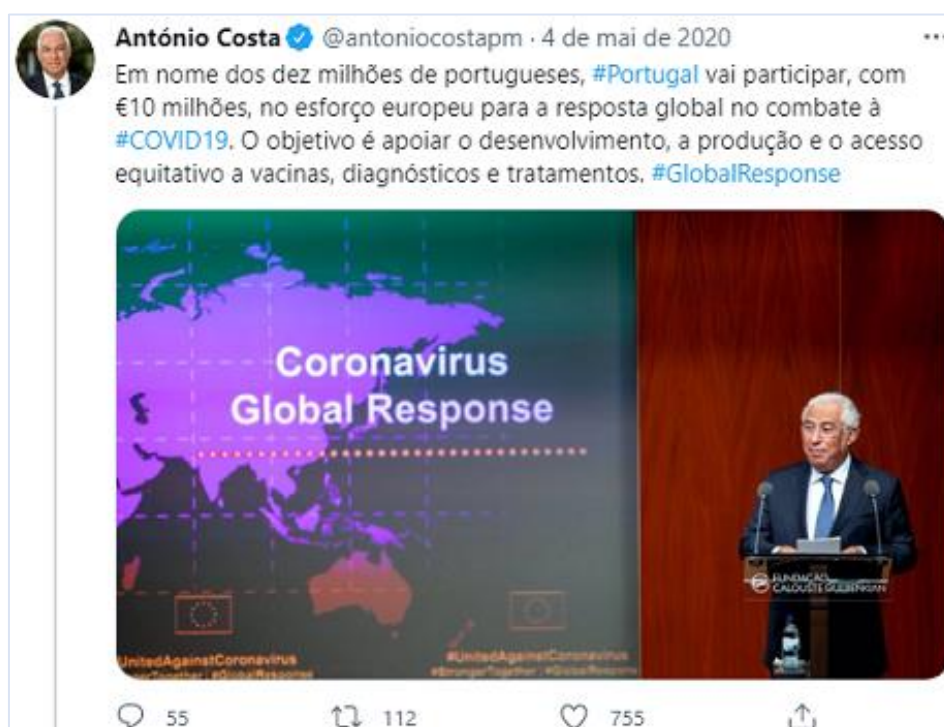 António Costa @antoniocostapm · 4 de mai de 2020 ···
Em nome dos dez milhões de portugueses, #Portugal vai participar, com
€10 milhões, no esforço europeu para a resposta global no combate à
#COVID19. O objetivo é apoiar o desenvolvimento, a produção e o acesso
equitativo a vacinas, diagnósticos e tratamentos. #GlobalResponse
Coronavirus
Global Response
FUNDAÇÃO
CALOUSTE GULBENKIAN
#UnitedAgainstCoronavirus
#UnitedAgainstCoronavirus
#StrongerTogether #GlobalResponse
55 112 755